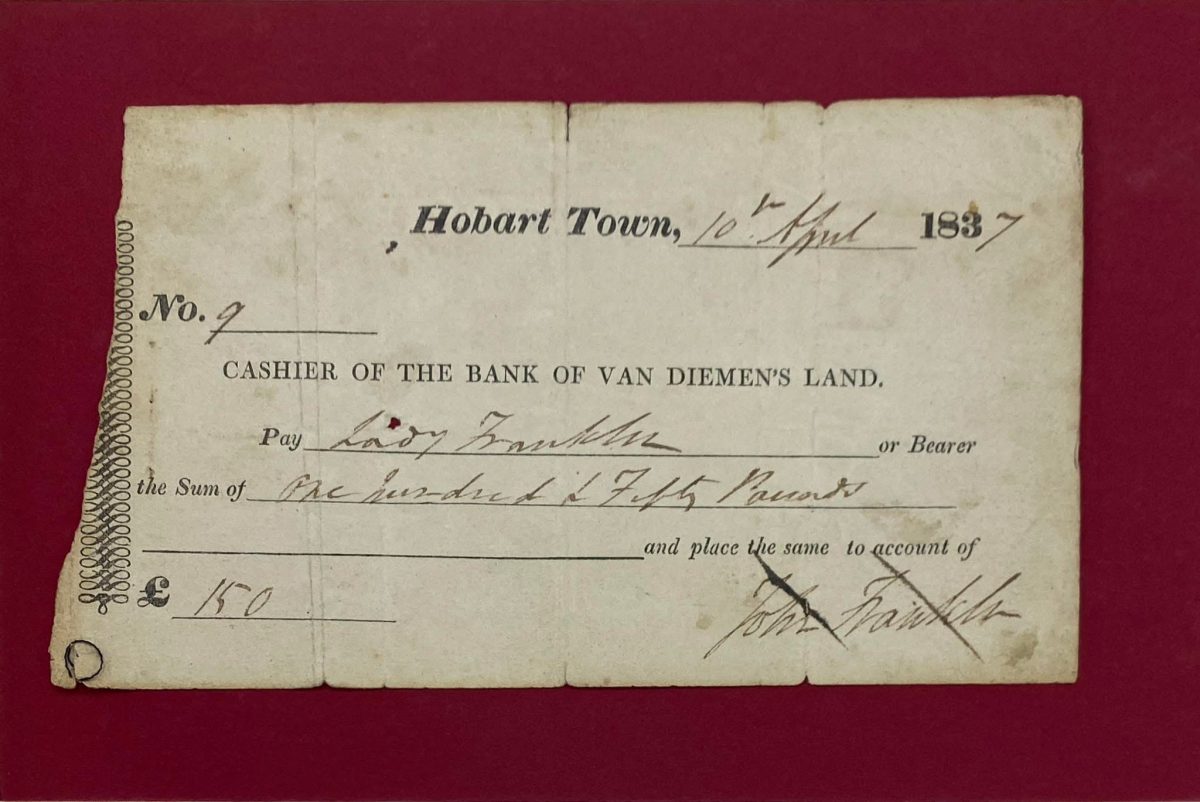 Hobart Town, 10th April 1837
No. 9
CASHIER OF THE BANK OF VAN DIEMEN'S LAND.
Pay Lady Franklin or Bearer
the Sum of One hundred & Fifty Pounds
and place the same to account of
£ 150 John Franklin